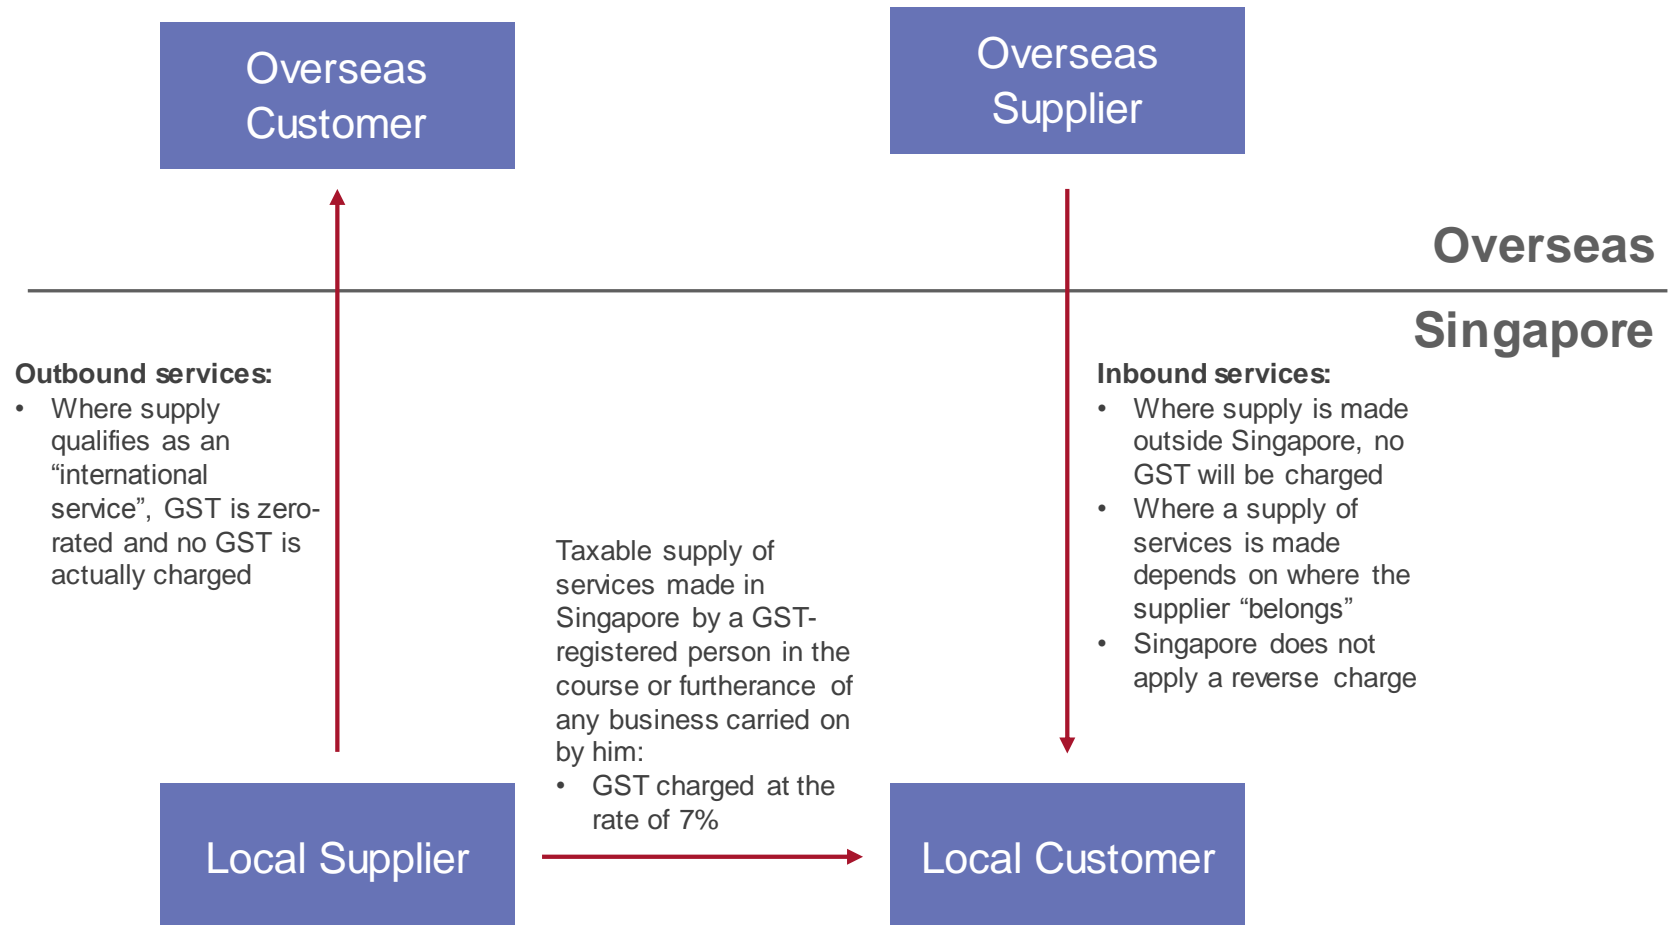 Overseas
Customer
Overseas
Supplier
Overseas
Singapore
Outbound services:
• Where supply
qualifies as an
“international
service”, GST is zero-
rated and no GST is
actually charged
Taxable supply of
services made in
Singapore by a GST-
registered person in the
course or furtherance of
any business carried on
by him:
• GST charged at the
rate of 7%
Inbound services:
• Where supply is made
outside Singapore, no
GST will be charged
• Where a supply of
services is made
depends on where the
supplier “belongs”
• Singapore does not
apply a reverse charge
Local Supplier
Local Customer